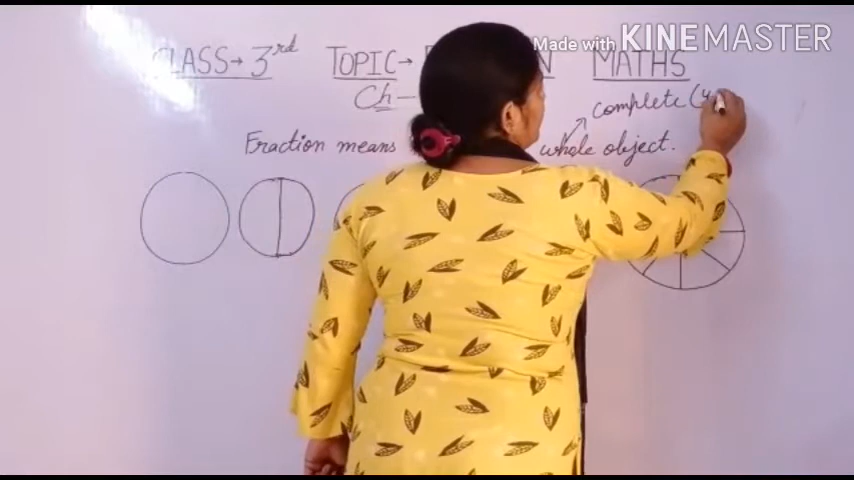 Made with KINEMASTER
CLASS → 3rd TOPIC → MATHS
Ch —
complete (
Fraction means whole object.